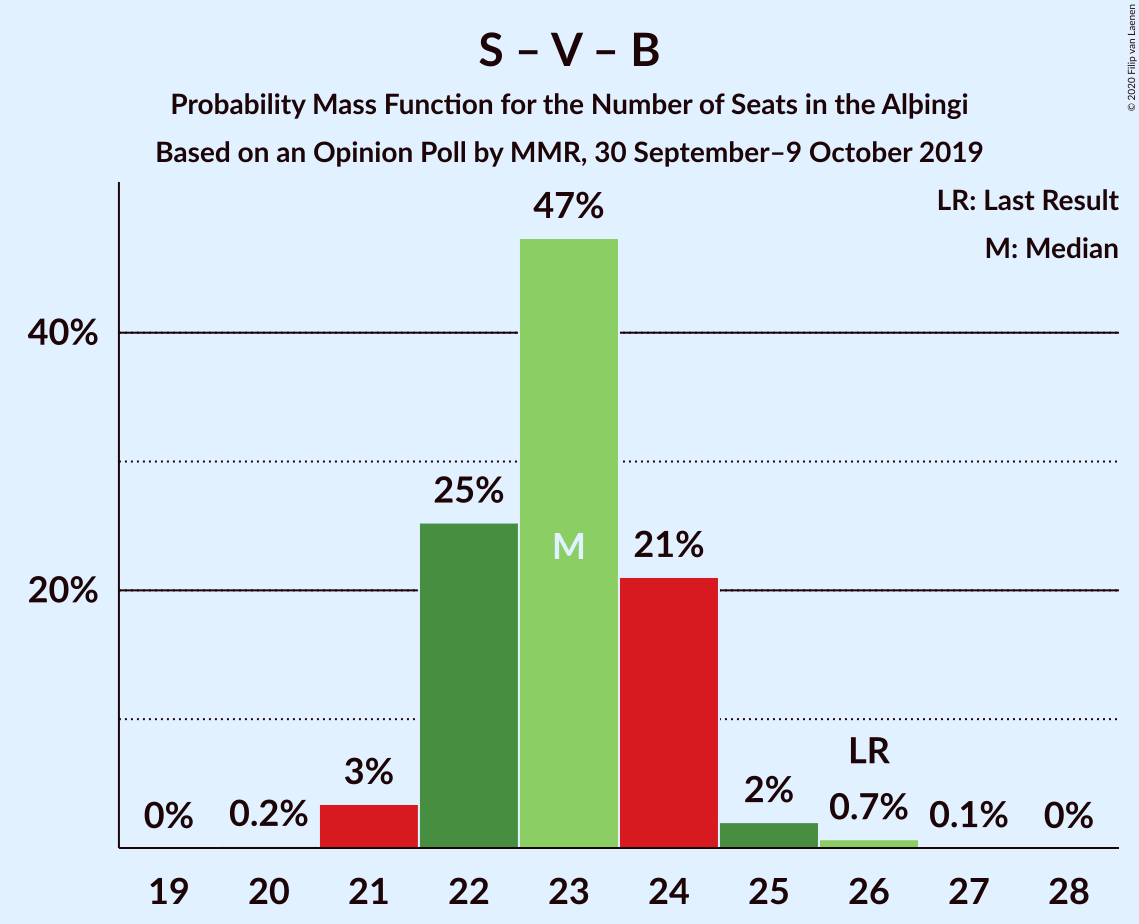 S – V – B
Probability Mass Function for the Number of Seats in the Alþingi
Based on an Opinion Poll by MMR, 30 September–9 October 2019
© 2020 Filip van Laenen
LR: Last Result
M: Median
47%
40%
25%
M
21%
20%
LR
3%
2%
0.7%
0%
0.2%
0.1%
0%
19 20 21 22 23 24 25 26 27 28